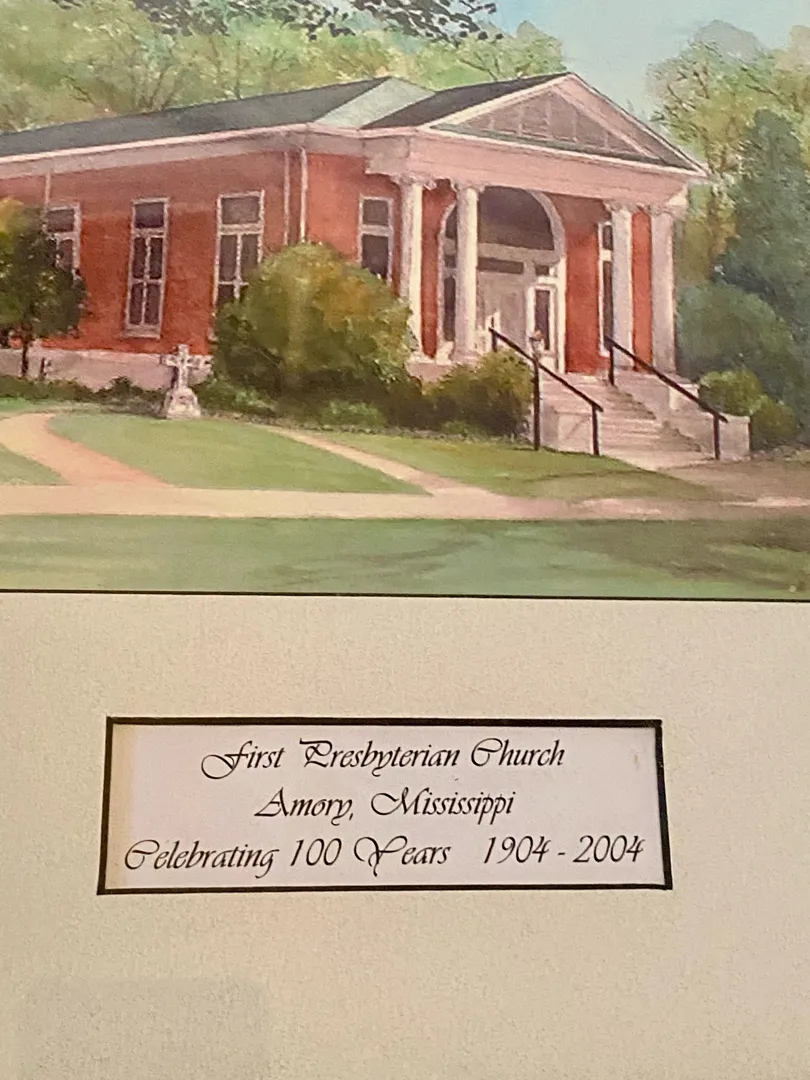 First Presbyterian Church
Amory, Mississippi
Celebrating 100 Years 1904 - 2004